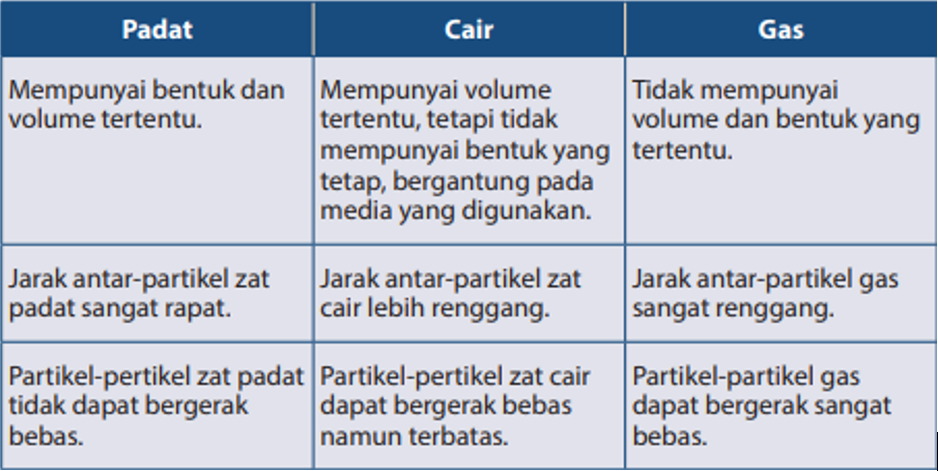 Padat
Cair
Gas
Mempunyai bentuk dan
volume tertentu.
Mempunyai volume
tertentu, tetapi tidak
mempunyai bentuk yang
tetap, bergantung pada
media yang digunakan.
Tidak mempunyai
volume dan bentuk yang
tertentu.
Jarak antar-partikel zat
padat sangat rapat.
Jarak antar-partikel zat
cair lebih renggang.
Jarak antar-partikel gas
sangat renggang.
Partikel-pertikel zat padat
tidak dapat bergerak
bebas.
Partikel-pertikel zat cair
dapat bergerak bebas
namun terbatas.
Partikel-partikel gas
dapat bergerak sangat
bebas.